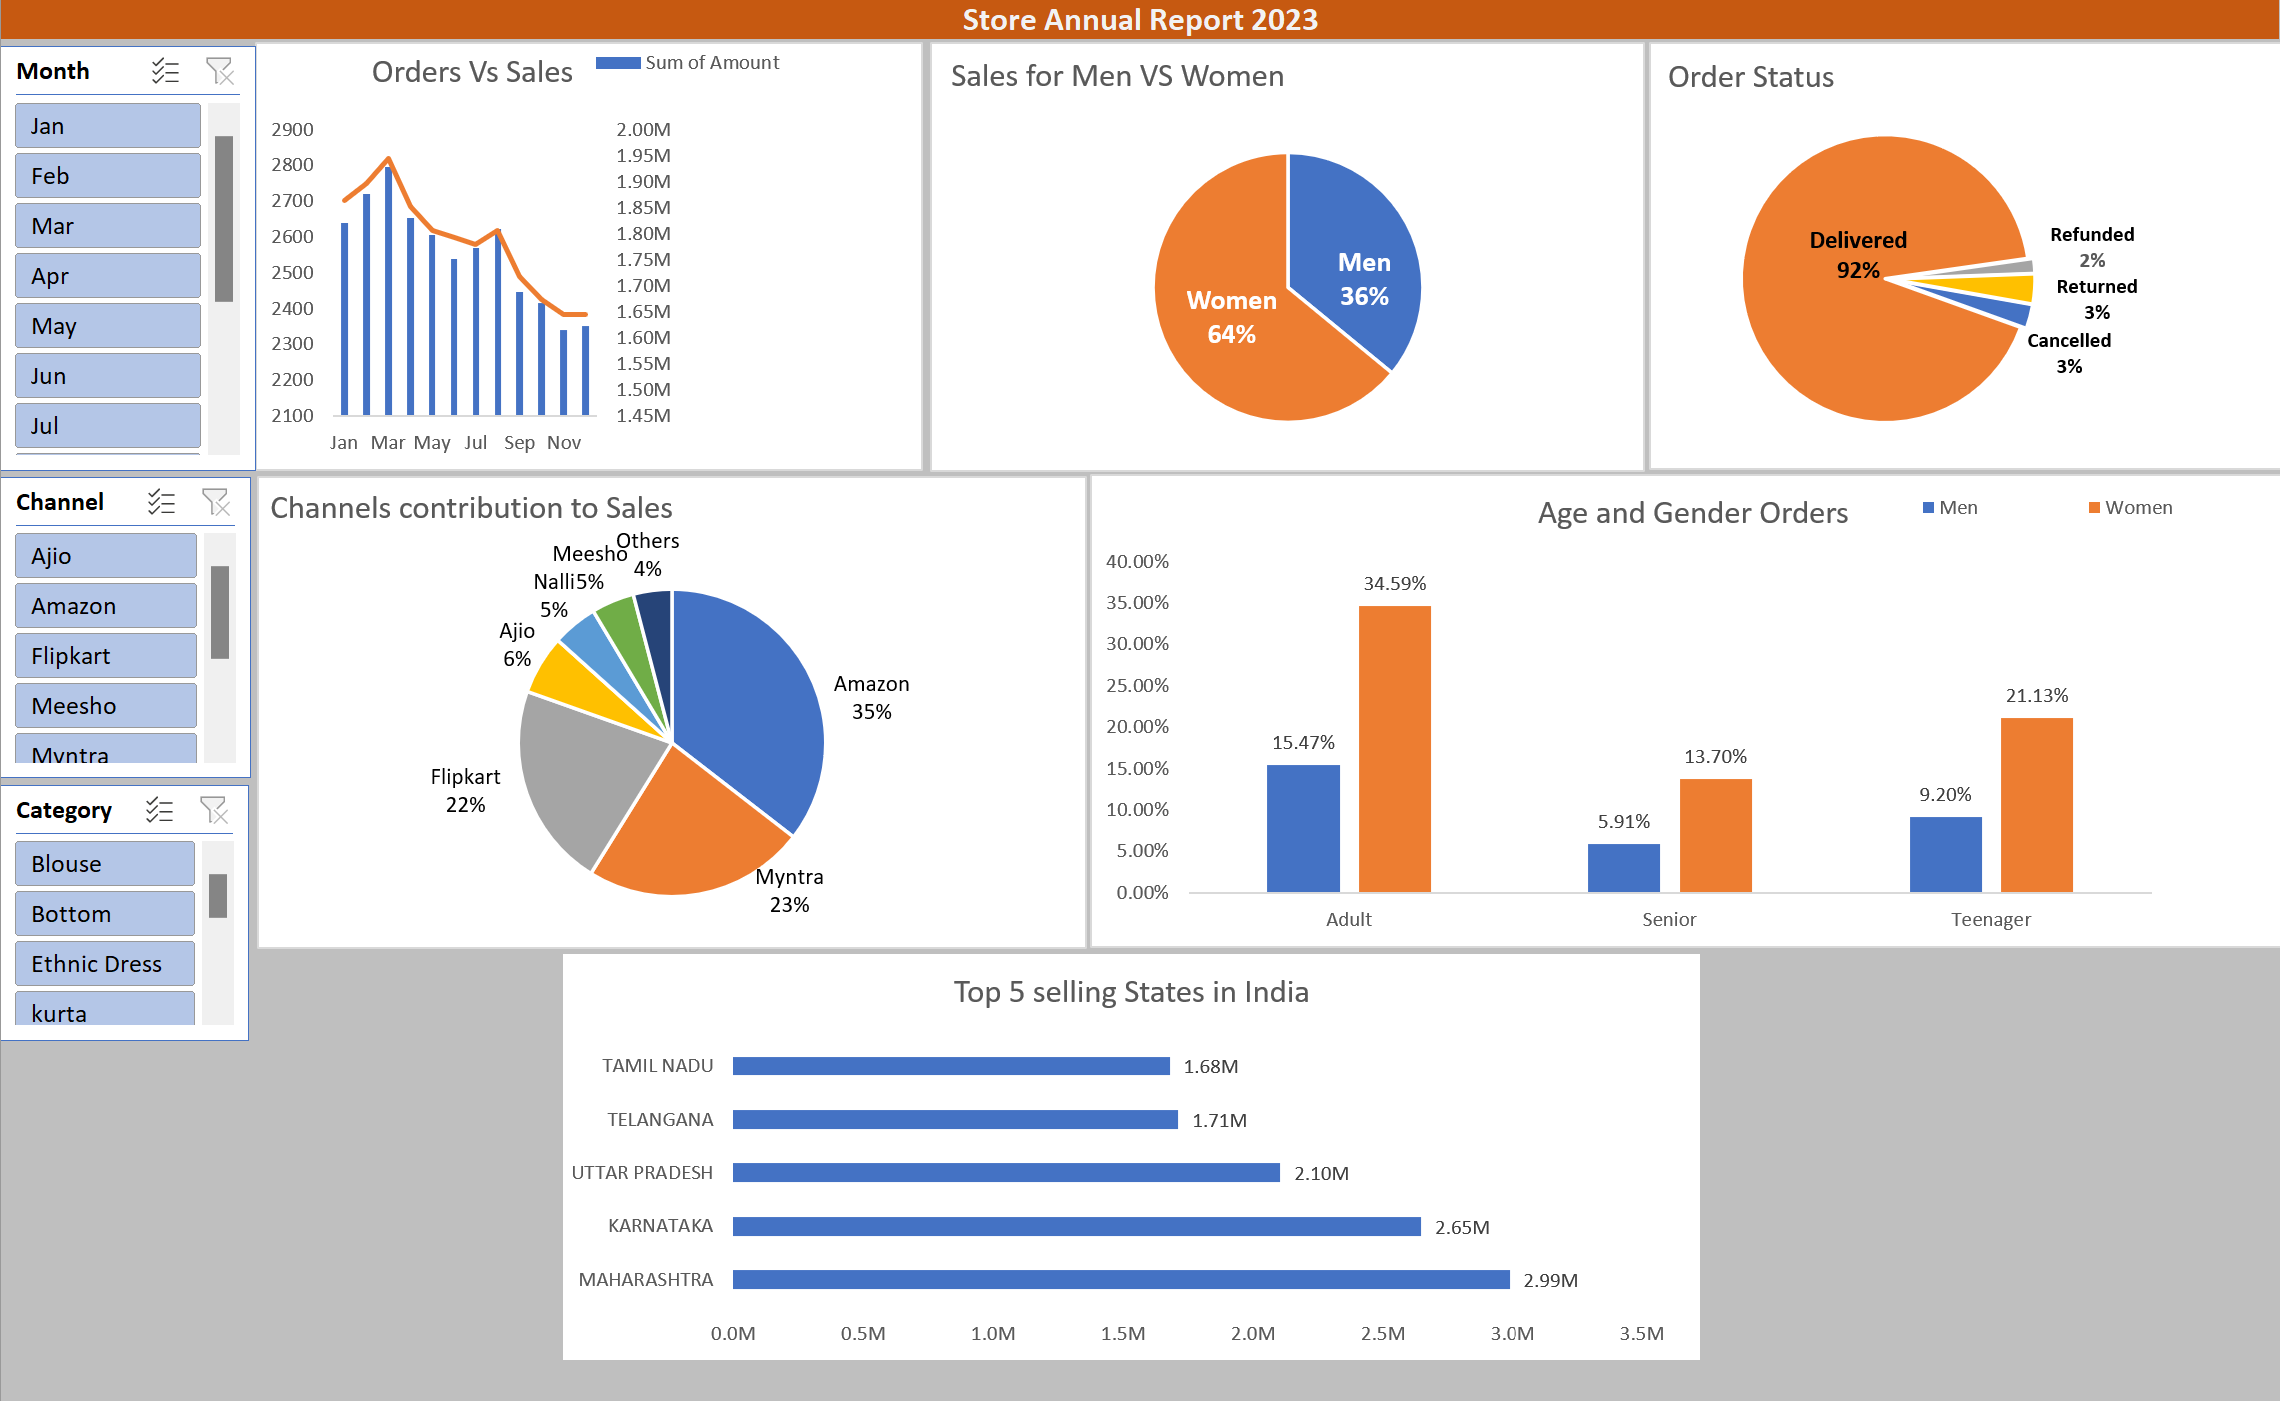 Store Annual Report 2023
Month
Jan
Feb
Mar
Apr
May
Jun
Jul
Orders Vs Sales
Sum of Amount
2900
2800
2700
2600
2500
2400
2300
2200
2100
2.00M
1.95M
1.90M
1.85M
1.80M
1.75M
1.70M
1.65M
1.60M
1.55M
1.50M
1.45M
Jan Mar May Jul Sep Nov
Sales for Men VS Women
Men
36%
Women
64%
Order Status
Delivered
92%
Refunded
2%
Returned
3%
Cancelled
3%
Channel
Ajio
Amazon
Flipkart
Meesho
Myntra
Category
Blouse
Bottom
Ethnic Dress
kurta
Channels contribution to Sales
Others
4%
Meesho
5%
Nalli
5%
Ajio
6%
Amazon
35%
Flipkart
22%
Myntra
23%
Age and Gender Orders
Men
Women
40.00%
35.00%
30.00%
25.00%
20.00%
15.00%
10.00%
5.00%
0.00%
15.47%
34.59%
5.91%
13.70%
9.20%
21.13%
Adult Senior Teenager
Top 5 selling States in India
TAMIL NADU 1.68M
TELANGANA 1.71M
UTTAR PRADESH 2.10M
KARNATAKA 2.65M
MAHARASHTRA 2.99M
0.0M 0.5M 1.0M 1.5M 2.0M 2.5M 3.0M 3.5M